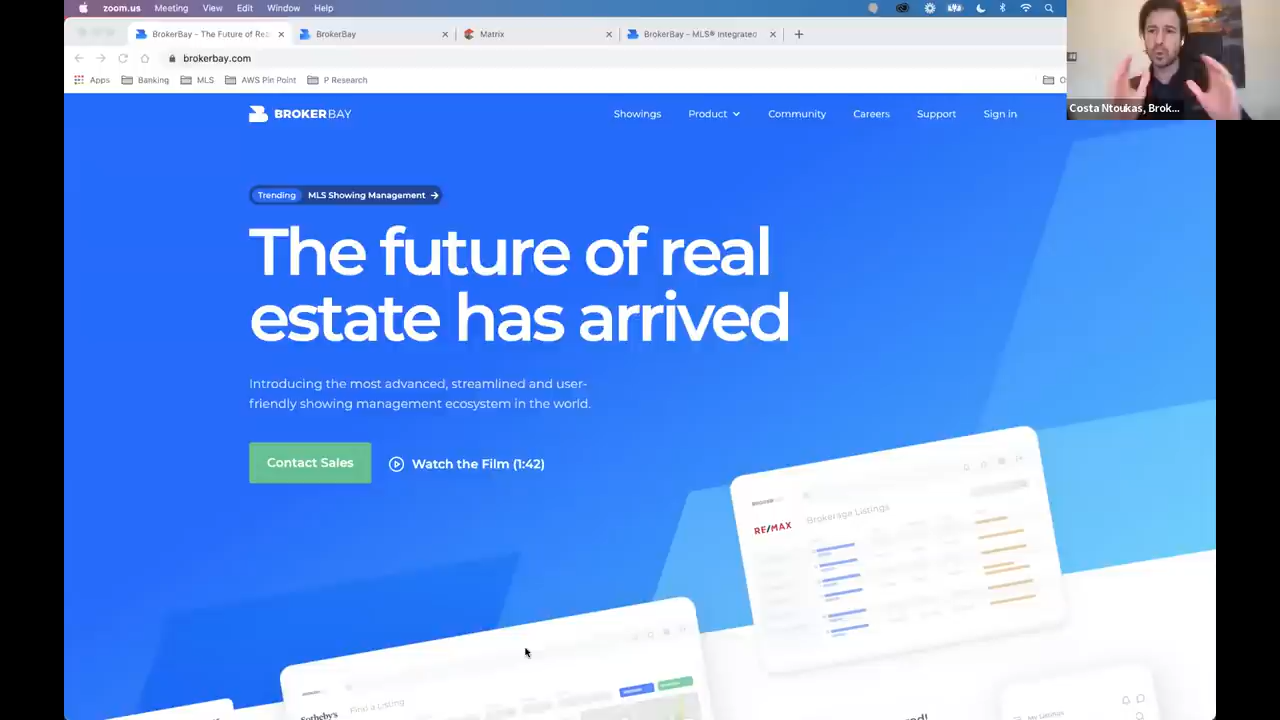 zoom.us Meeting View Edit Window Help
BrokerBay - The Future of Rea
BrokerBay
Matrix
BrokerBay – MLS® Integrated
brokerbay.com
Apps Banking MLS AWS Pin Point P Research
Costa Ntoukas, Brok...
BROKERBAY
Showings Product Community Careers Support Sign in
Trending MLS Showing Management
The future of real
estate has arrived
Introducing the most advanced, streamlined and user-
friendly showing management ecosystem in the world.
Contact Sales
Watch the Film (1:42)
RE/MAX Brokerage Listings
Sotheby's Find a Listing
My Listings